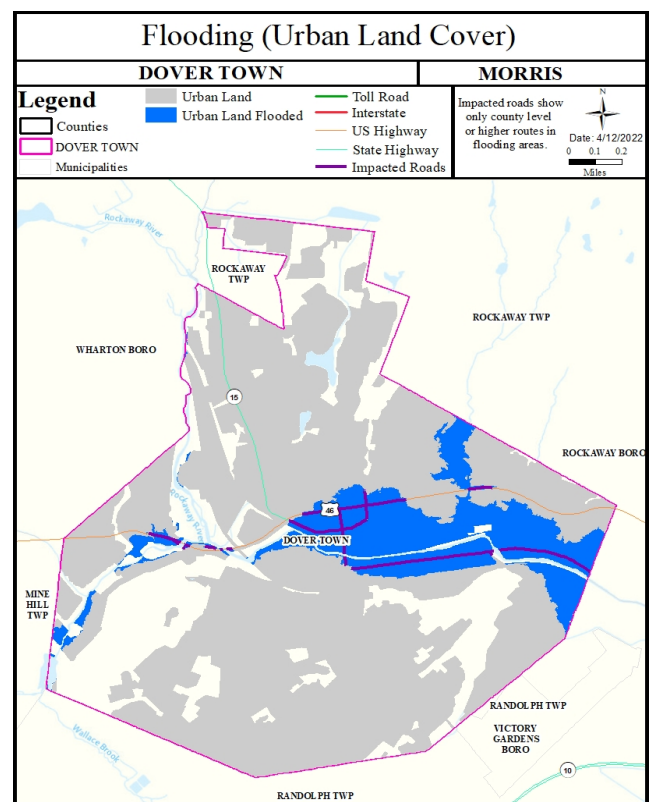 Flooding (Urban Land Cover)
DOVER TOWN
MORRIS
Legend
Counties
DOVER TOWN
Municipalities
Urban Land
Urban Land Flooded
Toll Road
Interstate
US Highway
State Highway
Impacted Roads
Impacted roads show
only county level
or higher routes in
flooding areas.
N
Date: 4/12/2022
0 0.1 0.2
Miles
Rockaway
River
ROCKAWAY
TWP
ROCKAWAY TWP
WHARTON BORO
15
ROCKAWAY BORO
Rockaway River
46
DOVER TOWN
MINE
HILL
TWP
RANDOLPH TWP
VICTORY
GARDENS
BORO
Wallace Brook
10
RANDOLPH TWP